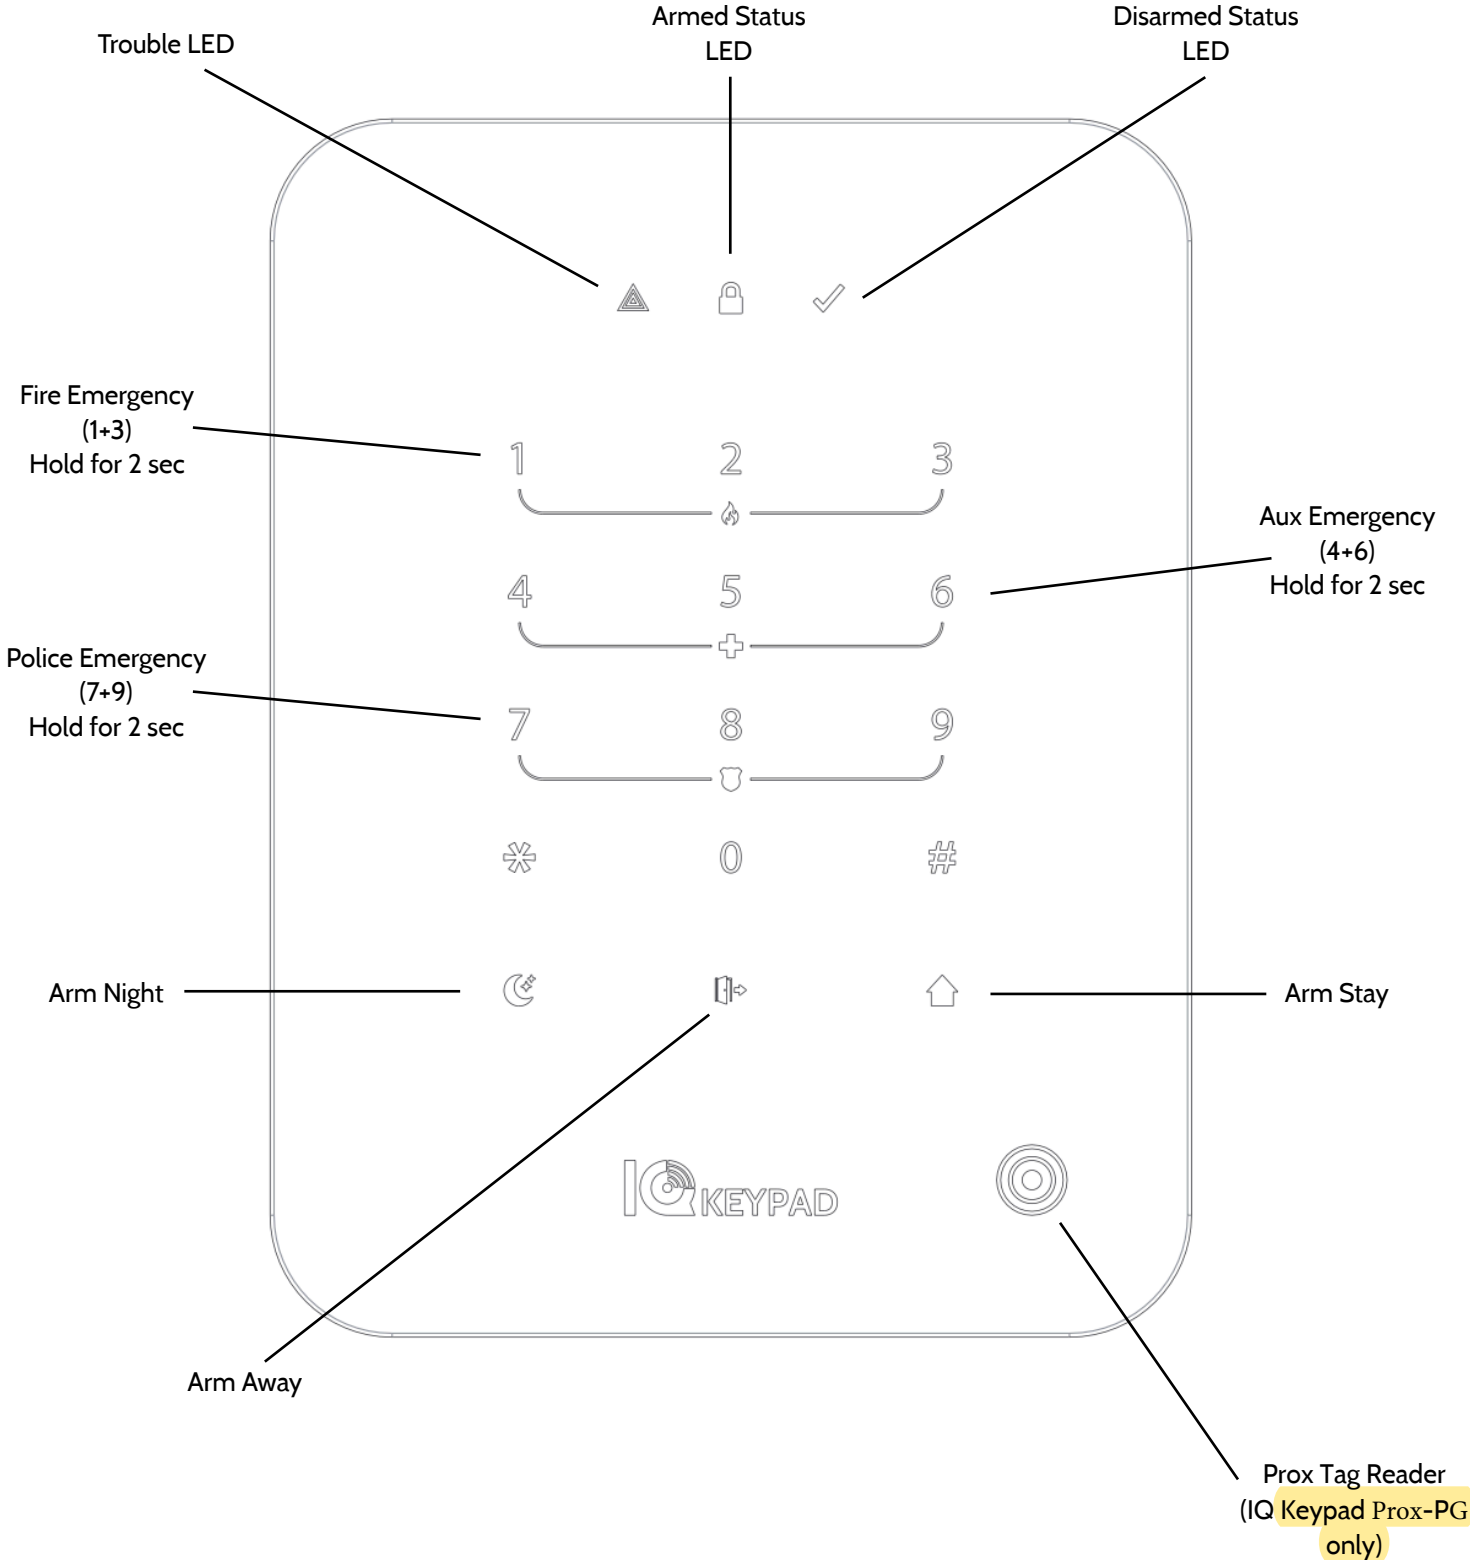 Armed Status
LED
Disarmed Status
LED
Trouble LED
Fire Emergency
(1+3)
Hold for 2 sec
1 2 3
Aux Emergency
(4+6)
Hold for 2 sec
4 5 6
Police Emergency
(7+9)
Hold for 2 sec
7 8 9
* 0 #
Arm Night
Arm Stay
IQ KEYPAD
Arm Away
Prox Tag Reader
(IQ Keypad Prox-PG
only)